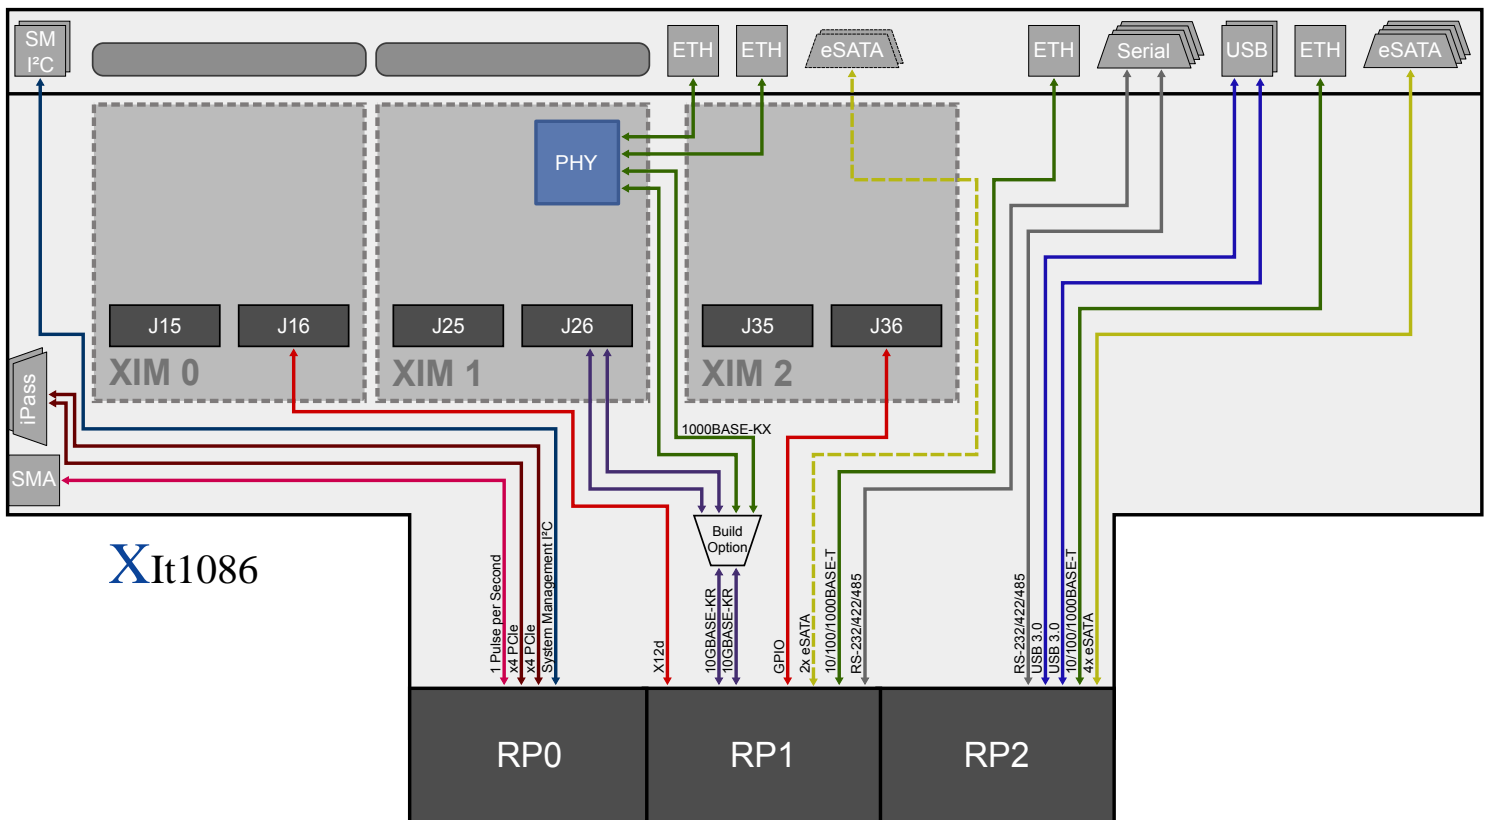 SM
I²C
ETH
ETH
eSATA
ETH
Serial
USB
ETH
eSATA
PHY
J15
J16
J25
J26
J35
J36
XIM 0
XIM 1
XIM 2
iPass
SMA
1000BASE-KX
Build
Option
XIt1086
1 Pulse per Second
x4 PCIe
x4 PCIe
System Management I²C
X12d
10GBASE-KR
10GBASE-KR
GPIO
2x eSATA
10/100/1000BASE-T
RS-232/422/485
RS-232/422/485
USB 3.0
USB 3.0
10/100/1000BASE-T
4x eSATA
RP0
RP1
RP2